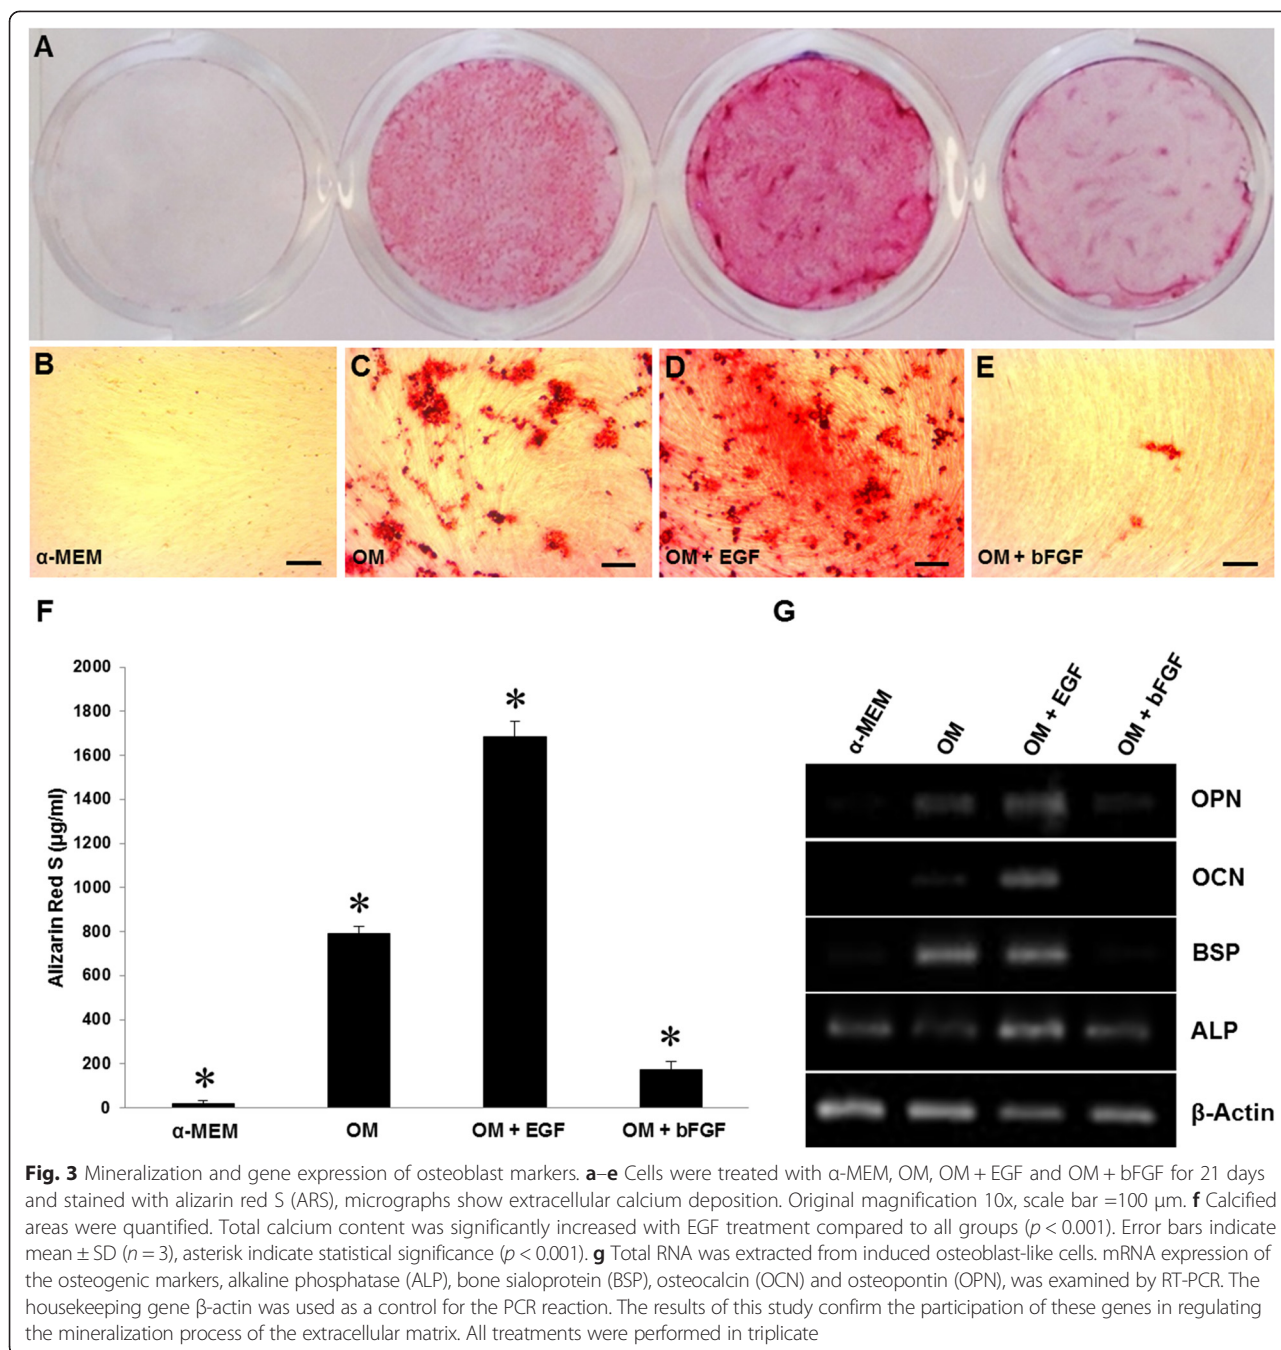 A
B
C
D
E
α-MEM
OM
OM + EGF
OM + bFGF
F
G
2000
1800
1600
1400
1200
1000
800
600
400
200
0
Alizarin Red S (µg/ml)
*
*
*
*
α-MEM
OM
OM + EGF
OM + bFGF
α-MEM
OM
OM + EGF
OM + bFGF
OPN
OCN
BSP
ALP
β-Actin
Fig. 3 Mineralization and gene expression of osteoblast markers. a–e Cells were treated with α-MEM, OM, OM + EGF and OM + bFGF for 21 days
and stained with alizarin red S (ARS), micrographs show extracellular calcium deposition. Original magnification 10x, scale bar =100 μm. f Calcified
areas were quantified. Total calcium content was significantly increased with EGF treatment compared to all groups (p < 0.001). Error bars indicate
mean ± SD (n = 3), asterisk indicate statistical significance (p < 0.001). g Total RNA was extracted from induced osteoblast-like cells. mRNA expression of
the osteogenic markers, alkaline phosphatase (ALP), bone sialoprotein (BSP), osteocalcin (OCN) and osteopontin (OPN), was examined by RT-PCR. The
housekeeping gene β-actin was used as a control for the PCR reaction. The results of this study confirm the participation of these genes in regulating
the mineralization process of the extracellular matrix. All treatments were performed in triplicate